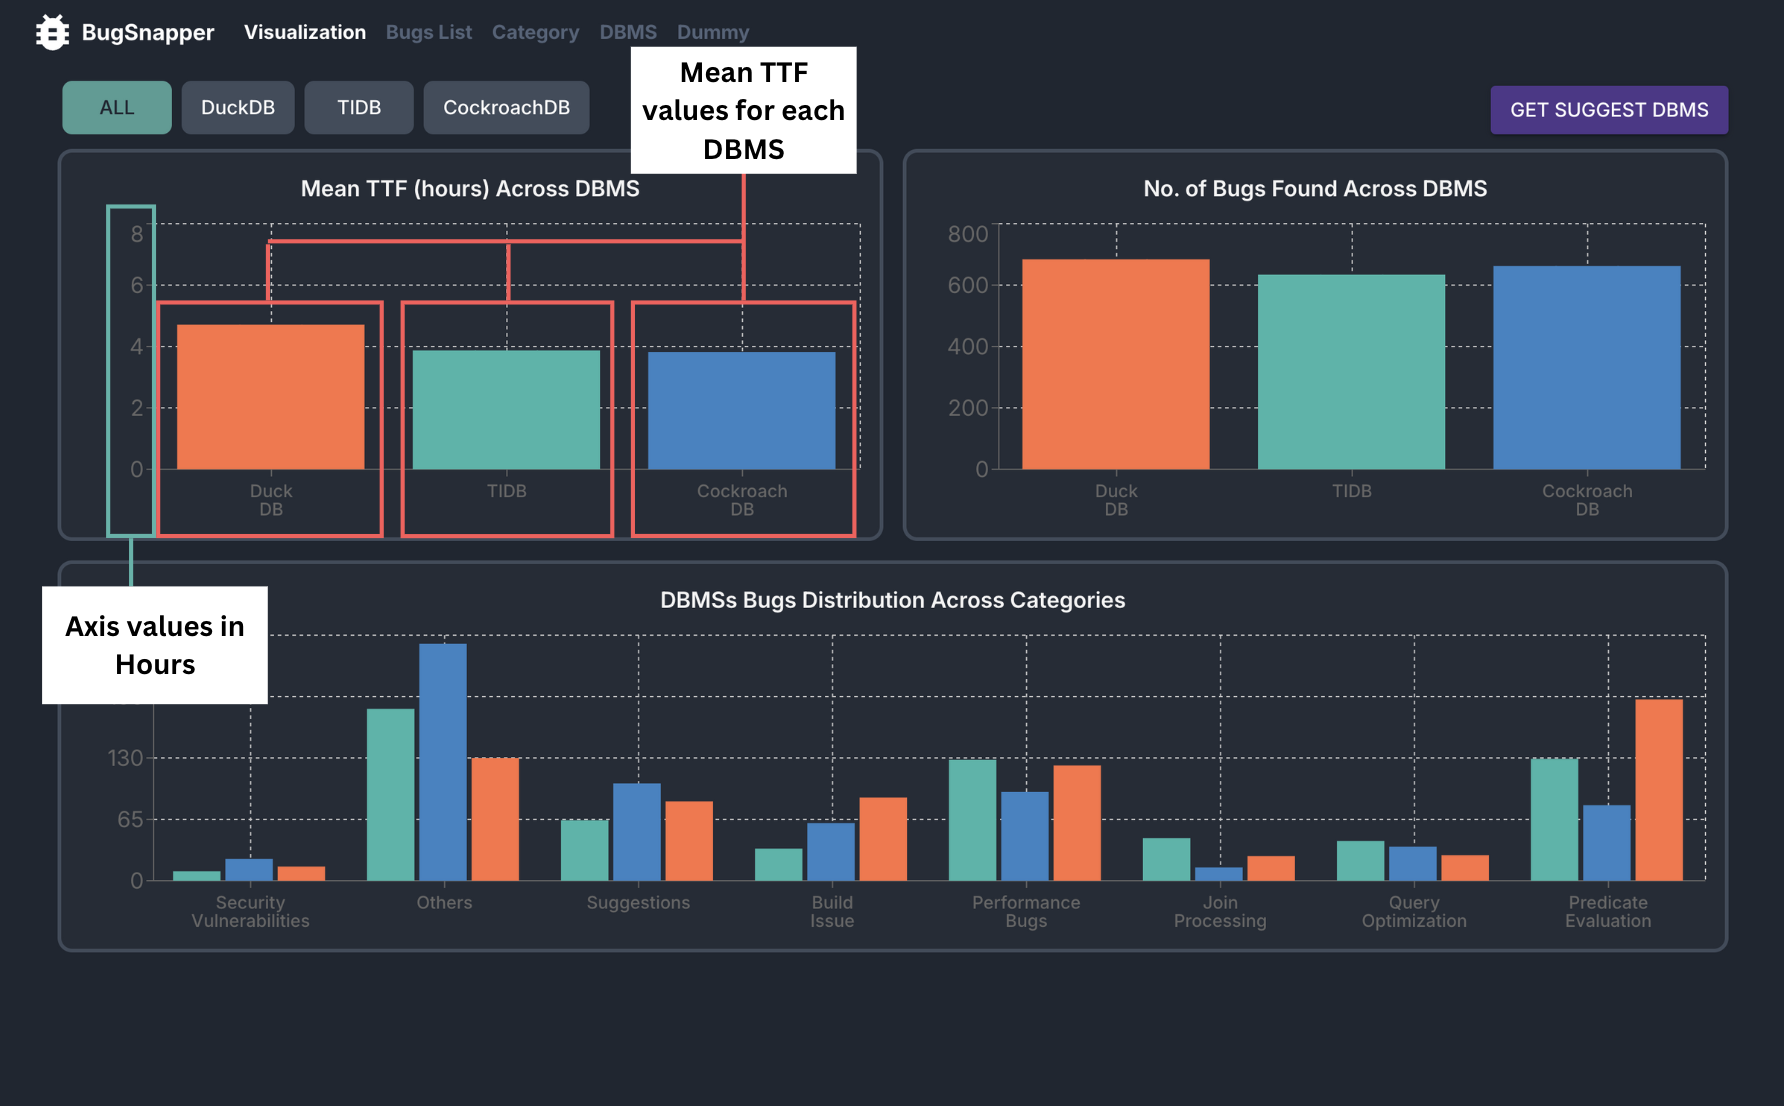 BugSnapper Visualization Bugs List Category DBMS Dummy
Mean TTF
values for each
DBMS
ALL DuckDB TIDB CockroachDB
GET SUGGEST DBMS
Mean TTF (hours) Across DBMS
8
6
4
2
0
Duck
DB
TIDB
Cockroach
DB
No. of Bugs Found Across DBMS
800
600
400
200
0
Duck
DB
TIDB
Cockroach
DB
Axis values in
Hours
DBMSs Bugs Distribution Across Categories
130
65
0
Security
Vulnerabilities
Others
Suggestions
Build
Issue
Performance
Bugs
Join
Processing
Query
Optimization
Predicate
Evaluation